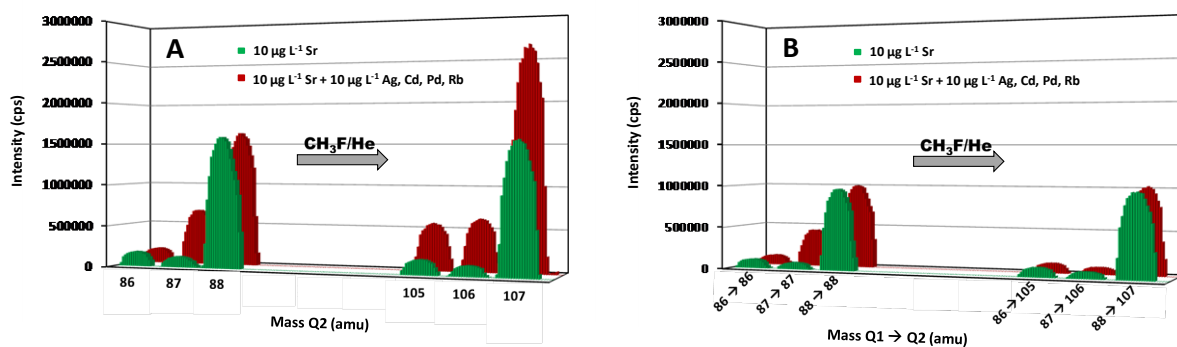 A
10 µg L⁻¹ Sr
10 µg L⁻¹ Sr + 10 µg L⁻¹ Ag, Cd, Pd, Rb
CH₃F/He
Intensity (cps)
3000000
2500000
2000000
1500000
1000000
500000
0
86 87 88 105 106 107
Mass Q2 (amu)
B
10 µg L⁻¹ Sr
10 µg L⁻¹ Sr + 10 µg L⁻¹ Ag, Cd, Pd, Rb
CH₃F/He
Intensity (cps)
3000000
2500000
2000000
1500000
1000000
500000
0
86 → 86
87 → 87
88 → 88
86 → 105
87 → 106
88 → 107
Mass Q1 → Q2 (amu)